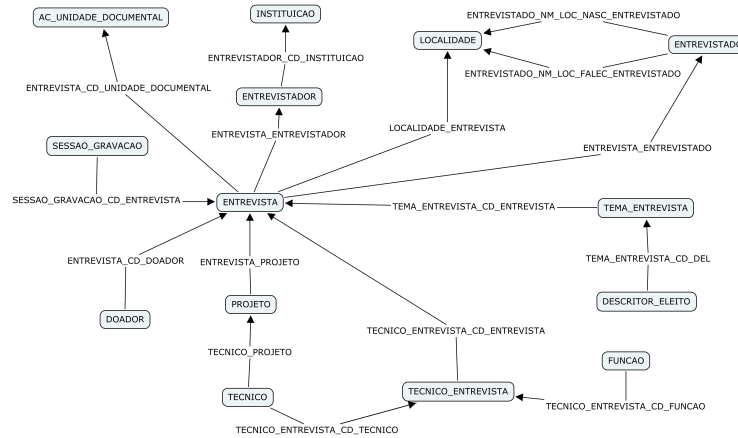 AC_UNIDADE_DOCUMENTAL
INSTITUICAO
ENTREVISTADO_NM_LOC_NASC_ENTREVISTADO
LOCALIDADE
ENTREVISTADO
ENTREVISTADOR_CD_INSTITUICAO
ENTREVISTADO_NM_LOC_FALEC_ENTREVISTADO
ENTREVISTA_CD_UNIDADE_DOCUMENTAL
ENTREVISTADOR
LOCALIDADE_ENTREVISTA
ENTREVISTA_ENTREVISTADOR
SESSAO_GRAVACAO
ENTREVISTA_ENTREVISTADO
SESSAO_GRAVACAO_CD_ENTREVISTA
ENTREVISTA
TEMA_ENTREVISTA_CD_ENTREVISTA
TEMA_ENTREVISTA
ENTREVISTA_CD_DOADOR
ENTREVISTA_PROJETO
TEMA_ENTREVISTA_CD_DEL
PROJETO
DESCRITOR_ELEITO
DOADOR
TECNICO_ENTREVISTA_CD_ENTREVISTA
TECNICO_PROJETO
FUNCAO
TECNICO
TECNICO_ENTREVISTA
TECNICO_ENTREVISTA_CD_FUNCAO
TECNICO_ENTREVISTA_CD_TECNICO